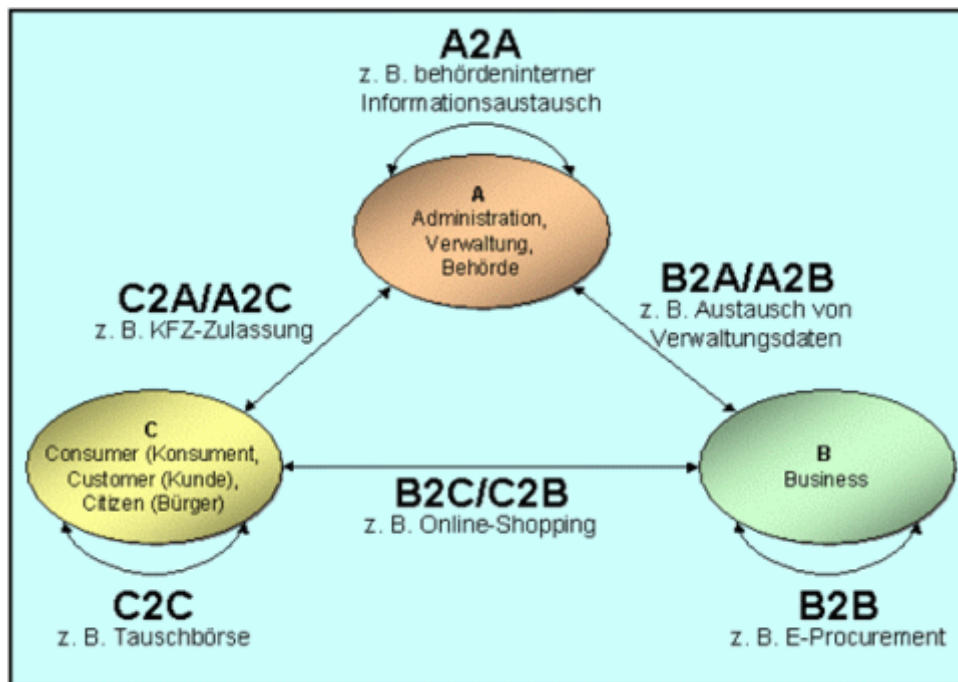 A2A
z. B. behördeninterner
Informationsaustausch
A
Administration,
Verwaltung,
Behörde
C2A/A2C
z. B. KFZ-Zulassung
B2A/A2B
z. B. Austausch von
Verwaltungsdaten
C
Consumer (Konsument,
Customer (Kunde),
Citizen (Bürger)
B
Business
B2C/C2B
z. B. Online-Shopping
C2C
z. B. Tauschbörse
B2B
z. B. E-Procurement